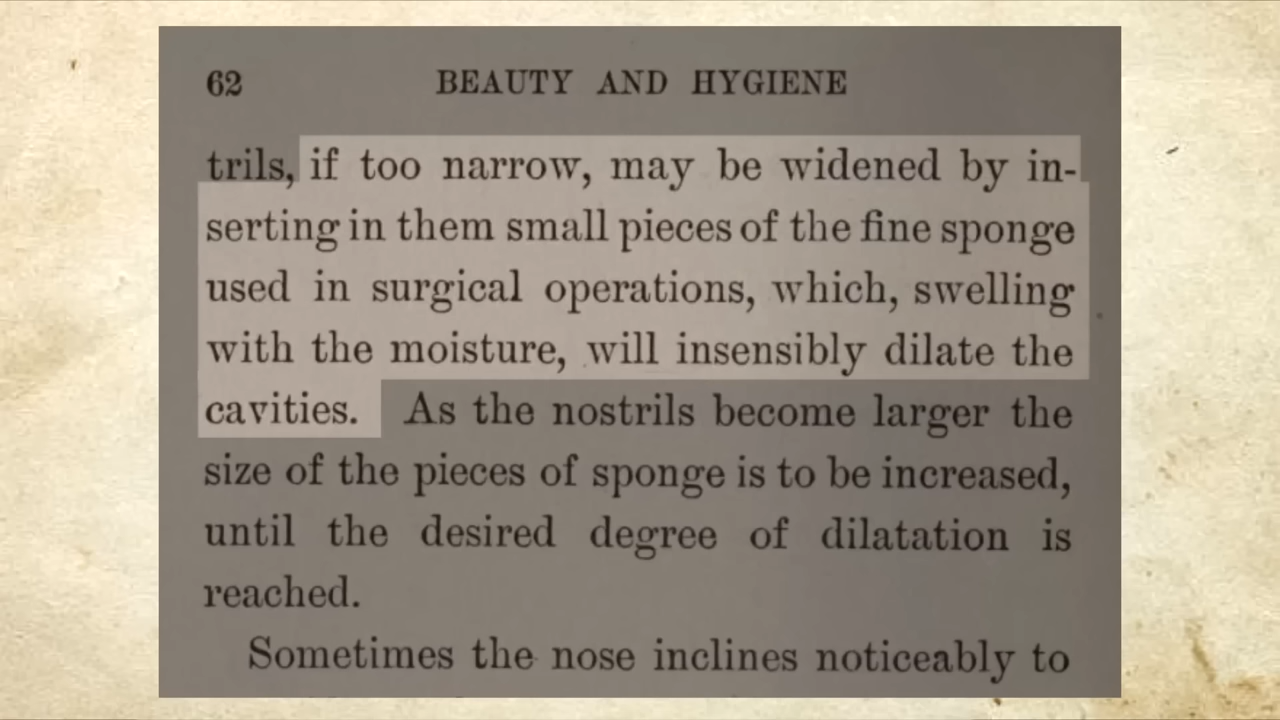 62 BEAUTY AND HYGIENE
trils, if too narrow, may be widened by in-
serting in them small pieces of the fine sponge
used in surgical operations, which, swelling
with the moisture, will insensibly dilate the
cavities. As the nostrils become larger the
size of the pieces of sponge is to be increased,
until the desired degree of dilatation is
reached.
Sometimes the nose inclines noticeably to